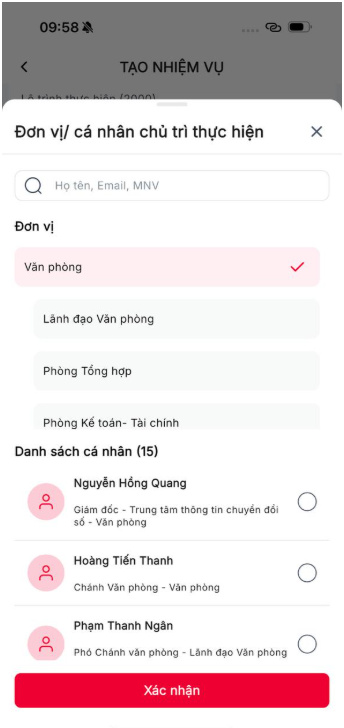 09:58
TẠO NHIỆM VỤ
Lộ trình thực hiện (2000)
Đơn vị/ cá nhân chủ trì thực hiện
Họ tên, Email, MNV
Đơn vị
Văn phòng
Lãnh đạo Văn phòng
Phòng Tổng hợp
Phòng Kế toán- Tài chính
Danh sách cá nhân (15)
Nguyễn Hồng Quang
Giám đốc - Trung tâm thông tin chuyển đổi
số - Văn phòng
Hoàng Tiến Thanh
Chánh Văn phòng - Văn phòng
Phạm Thanh Ngân
Phó Chánh văn phòng - Lãnh đạo Văn phòng
Xác nhận